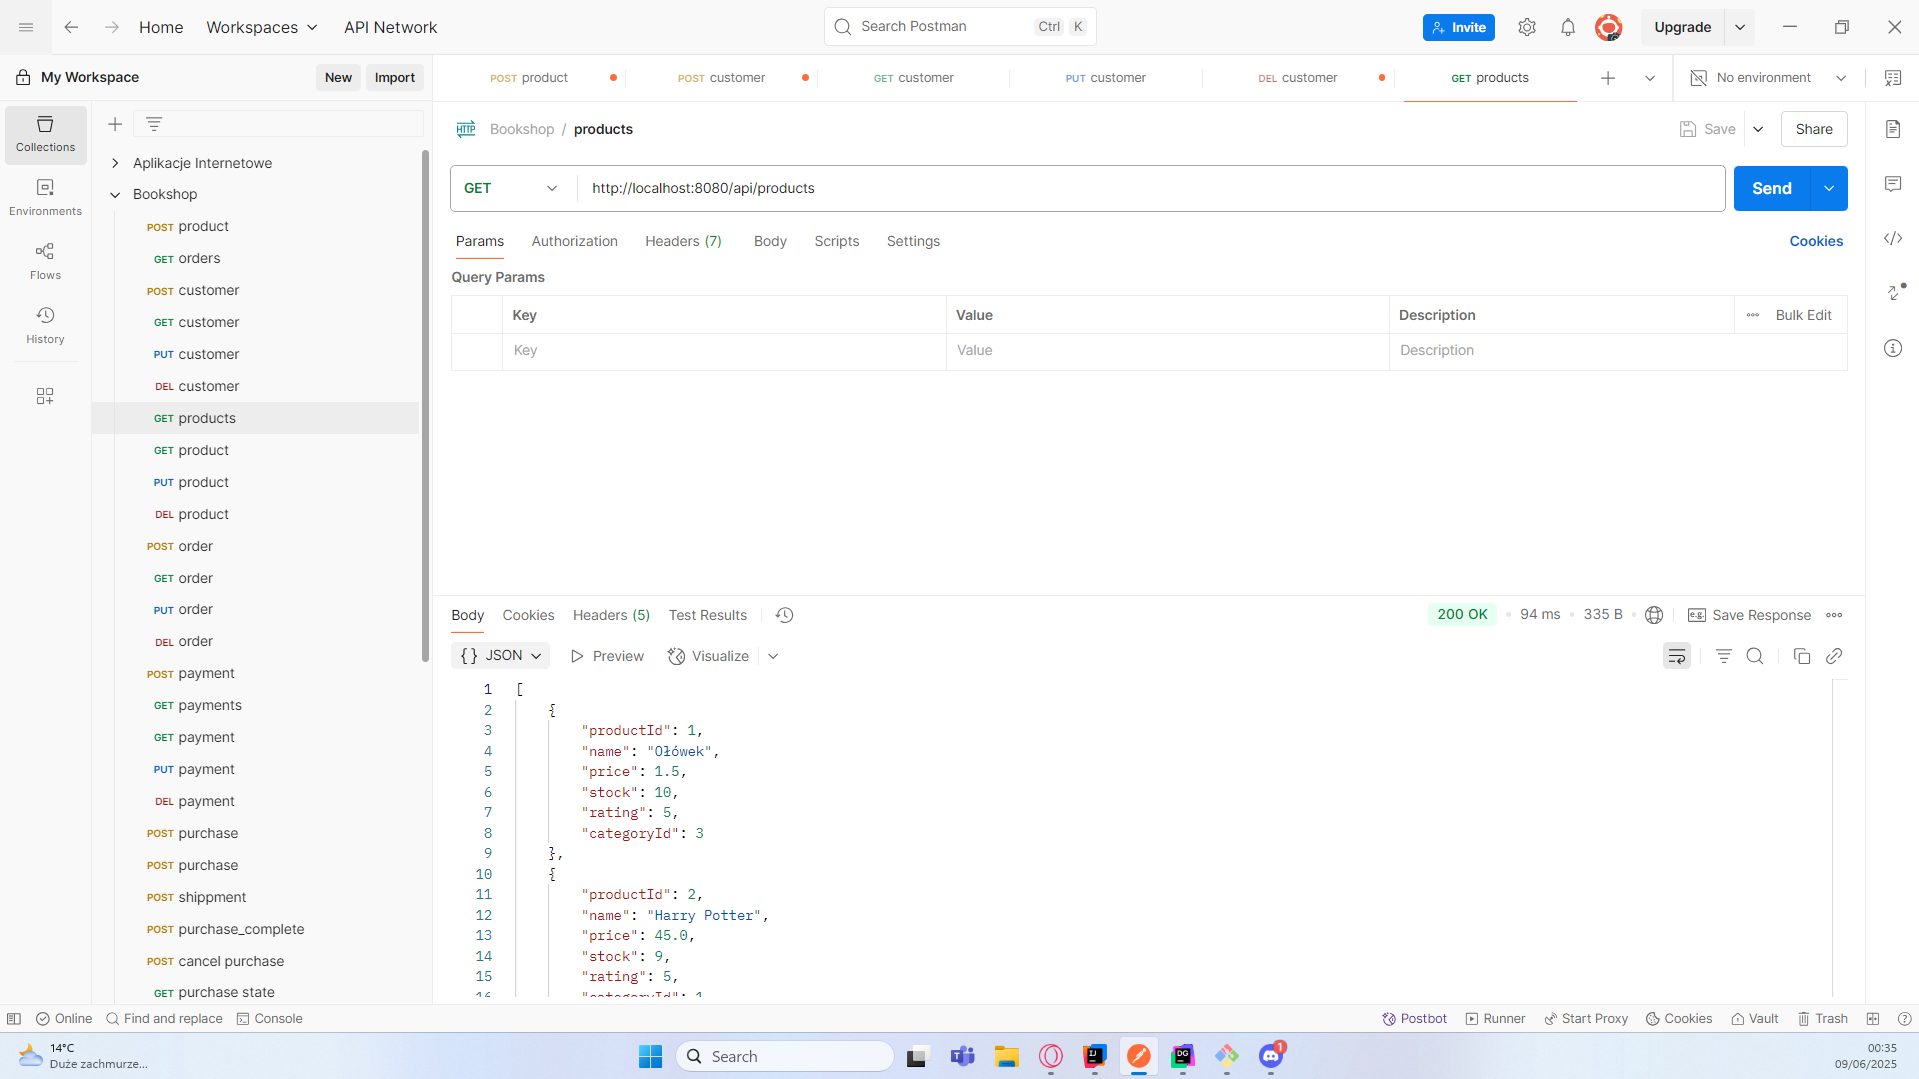 Home Workspaces API Network Search Postman Ctrl K Invite Upgrade
My Workspace New Import
POST product POST customer GET customer PUT customer DEL customer GET products No environment
Collections
Environments
Flows
History
Aplikacje Internetowe
Bookshop
POST product
GET orders
POST customer
GET customer
PUT customer
DEL customer
GET products
GET product
PUT product
DEL product
POST order
GET order
PUT order
DEL order
POST payment
GET payments
GET payment
PUT payment
DEL payment
POST purchase
POST purchase
POST shippment
POST purchase_complete
POST cancel purchase
GET purchase state
HTTP Bookshop / products Save Share
GET http://localhost:8080/api/products Send
Params Authorization Headers (7) Body Scripts Settings Cookies
Query Params
Key Value Description Bulk Edit
Key Value Description
Body Cookies Headers (5) Test Results 200 OK 94 ms 335 B e.g. Save Response
{} JSON Preview Visualize
1 [
2 {
3 "productId": 1,
4 "name": "Ołówek",
5 "price": 1.5,
6 "stock": 10,
7 "rating": 5,
8 "categoryId": 3
9 },
10 {
11 "productId": 2,
12 "name": "Harry Potter",
13 "price": 45.0,
14 "stock": 9,
15 "rating": 5,
16 "categoryId": 1
Online Find and replace Console Postbot Runner Start Proxy Cookies Vault Trash
14°C
Duże zachmurze...
Search
IJ
DG
1
00:35
09/06/2025